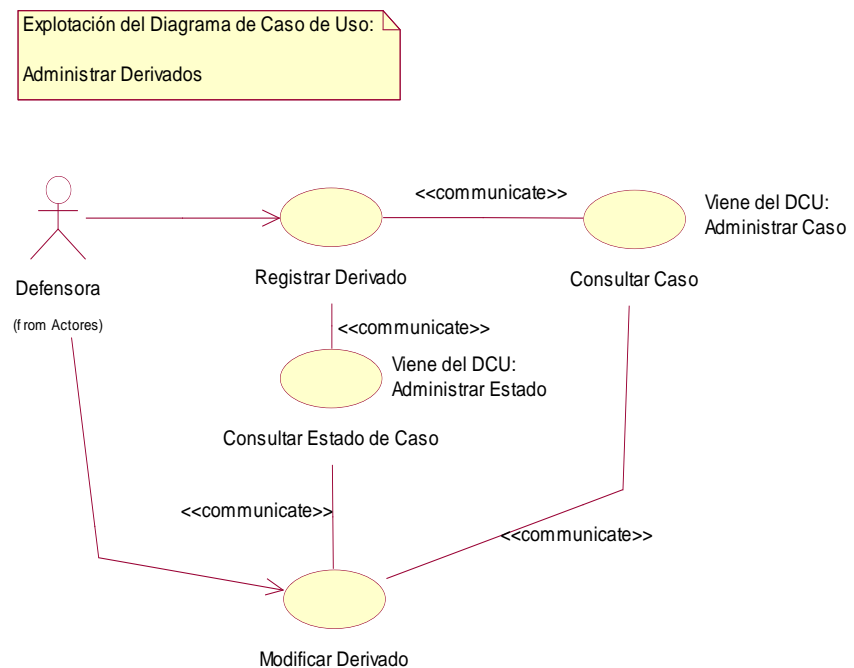 Explotación del Diagrama de Caso de Uso:
Administrar Derivados
<<communicate>>
Viene del DCU:
Administrar Caso
Defensora
(from Actores)
Registrar Derivado
Consultar Caso
<<communicate>>
Viene del DCU:
Administrar Estado
Consultar Estado de Caso
<<communicate>>
<<communicate>>
Modificar Derivado